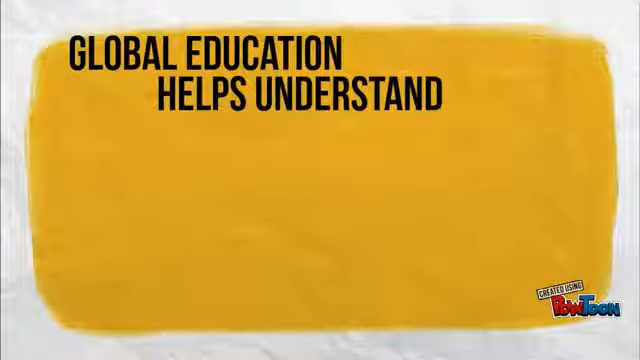 GLOBAL EDUCATION
HELPS UNDERSTAND
CREATED USING
POWTOON